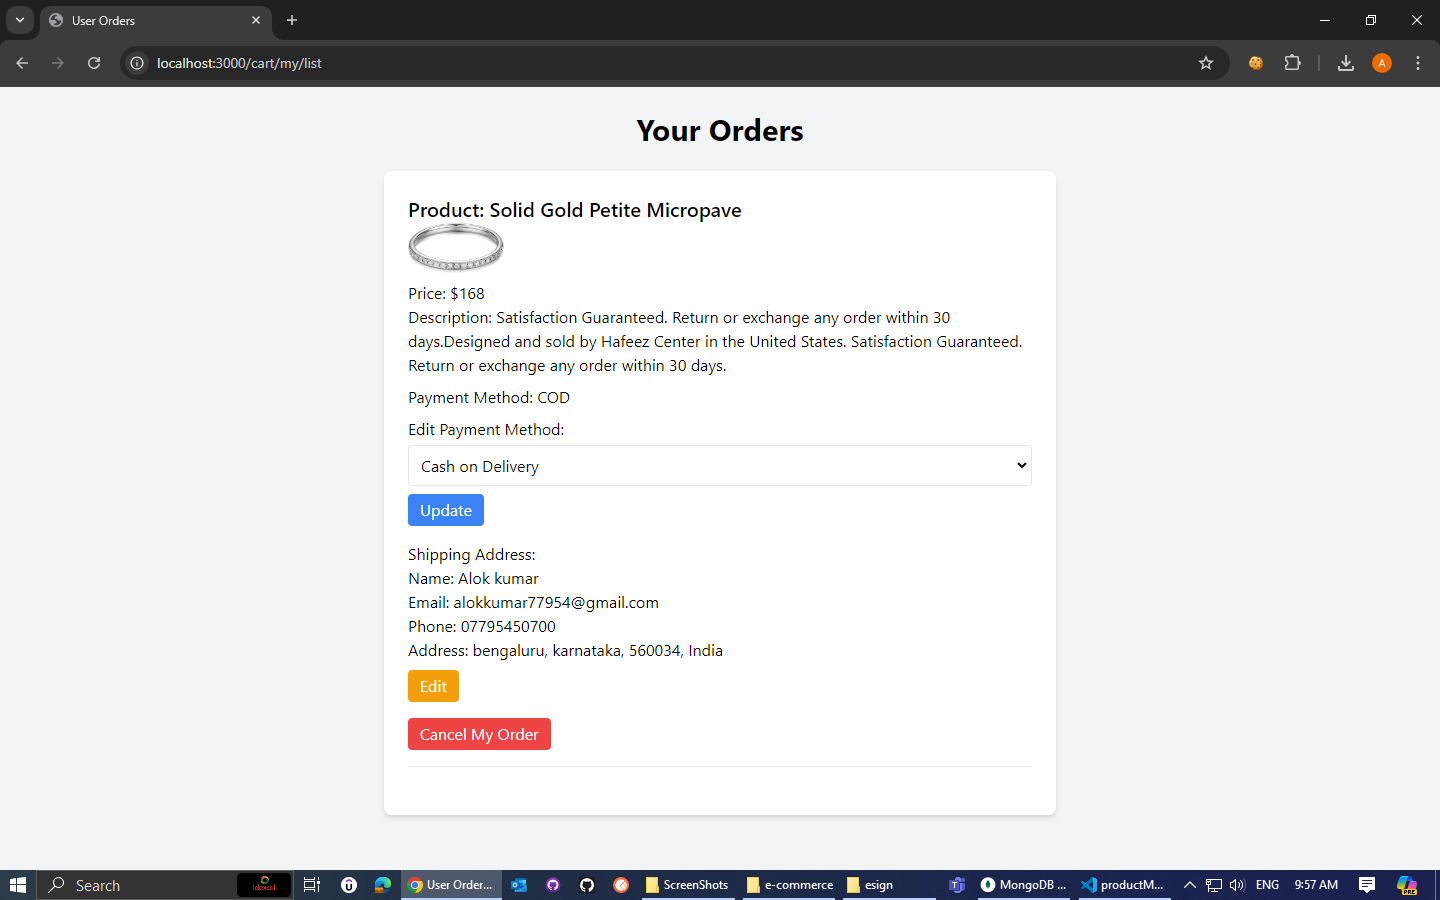 User Orders
localhost:3000/cart/my/list
A
Your Orders
Product: Solid Gold Petite Micropave
Price: $168
Description: Satisfaction Guaranteed. Return or exchange any order within 30
days.Designed and sold by Hafeez Center in the United States. Satisfaction Guaranteed.
Return or exchange any order within 30 days.
Payment Method: COD
Edit Payment Method:
Cash on Delivery
Update
Shipping Address:
Name: Alok kumar
Email: alokkumar77954@gmail.com
Phone: 07795450700
Address: bengaluru, karnataka, 560034, India
Edit
Cancel My Order
Search
User Order...
ScreenShots
e-commerce
esign
MongoDB ...
productM...
ENG
9:57 AM
PRE